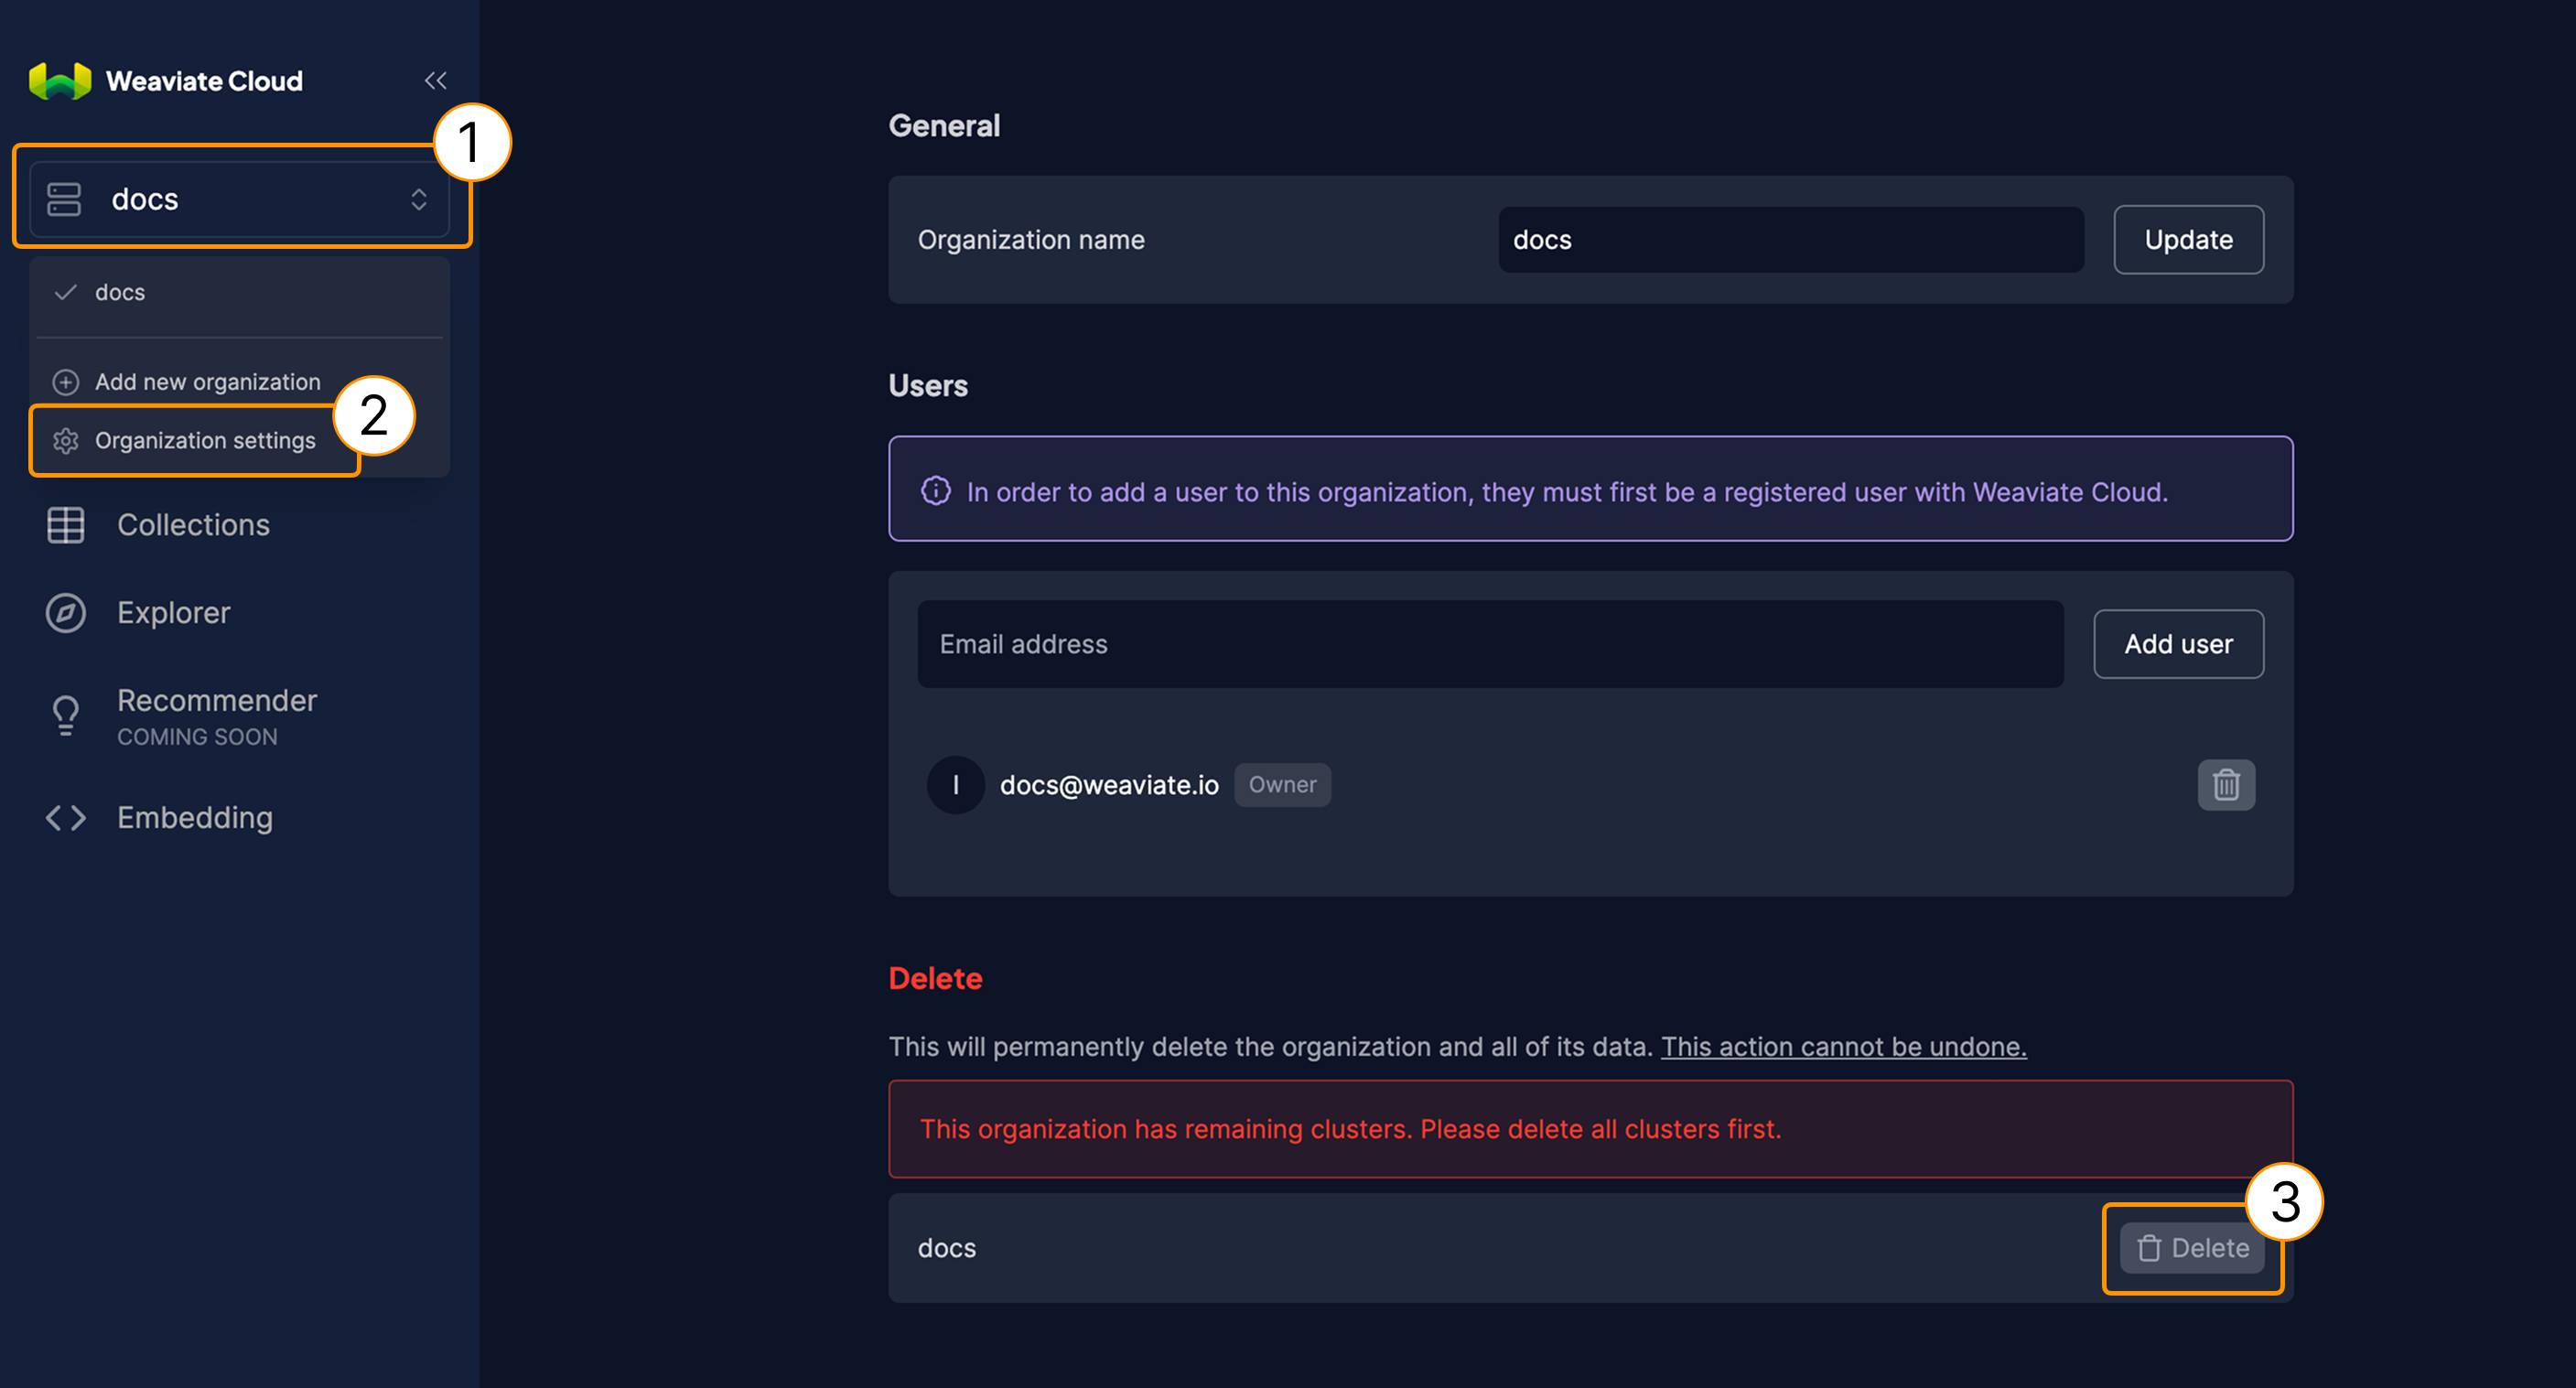 Weaviate Cloud
1
docs
docs
Add new organization
2
Organization settings
Collections
Explorer
Recommender
COMING SOON
Embedding
General
Organization name
docs
Update
Users
In order to add a user to this organization, they must first be a registered user with Weaviate Cloud.
Email address
Add user
I
docs@weaviate.io
Owner
Delete
This will permanently delete the organization and all of its data. This action cannot be undone.
This organization has remaining clusters. Please delete all clusters first.
3
docs
Delete